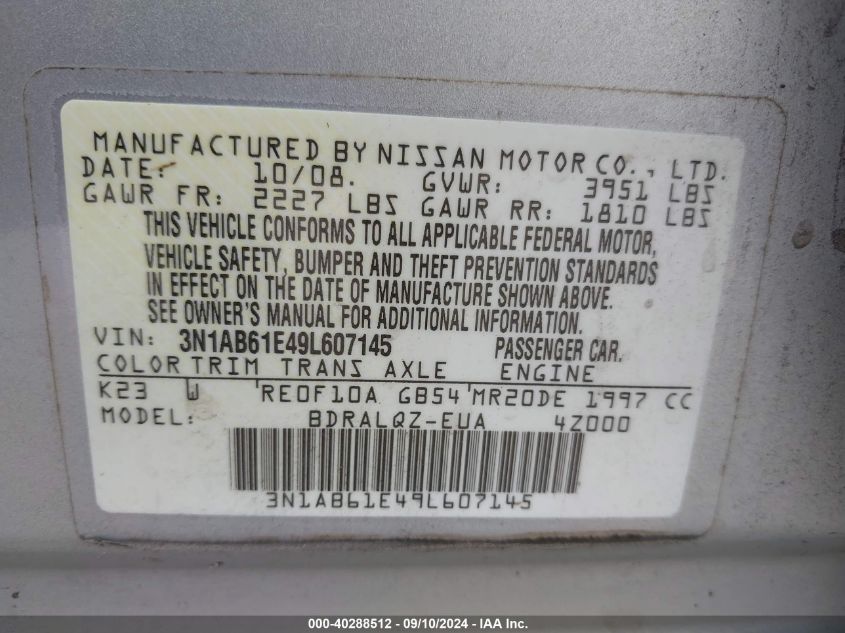 MANUFACTURED BY NISSAN MOTOR CO., LTD.
DATE: 10/08. GVWR: 3951 LBS
GAWR FR: 2227 LBS GAWR RR: 1810 LBS
THIS VEHICLE CONFORMS TO ALL APPLICABLE FEDERAL MOTOR,
VEHICLE SAFETY, BUMPER AND THEFT PREVENTION STANDARDS
IN EFFECT ON THE DATE OF MANUFACTURE SHOWN ABOVE.
SEE OWNER'S MANUAL FOR ADDITIONAL INFORMATION.
VIN: 3N1AB61E49L607145 PASSENGER CAR.
COLOR TRIM TRANS AXLE ENGINE
K23 W RE0F10A GB54 MR20DE 1997 CC
MODEL: BDRALQZ-EUA 4Z000
3N1AB61E49L607145
000-40288512 - 09/10/2024 - IAA Inc.